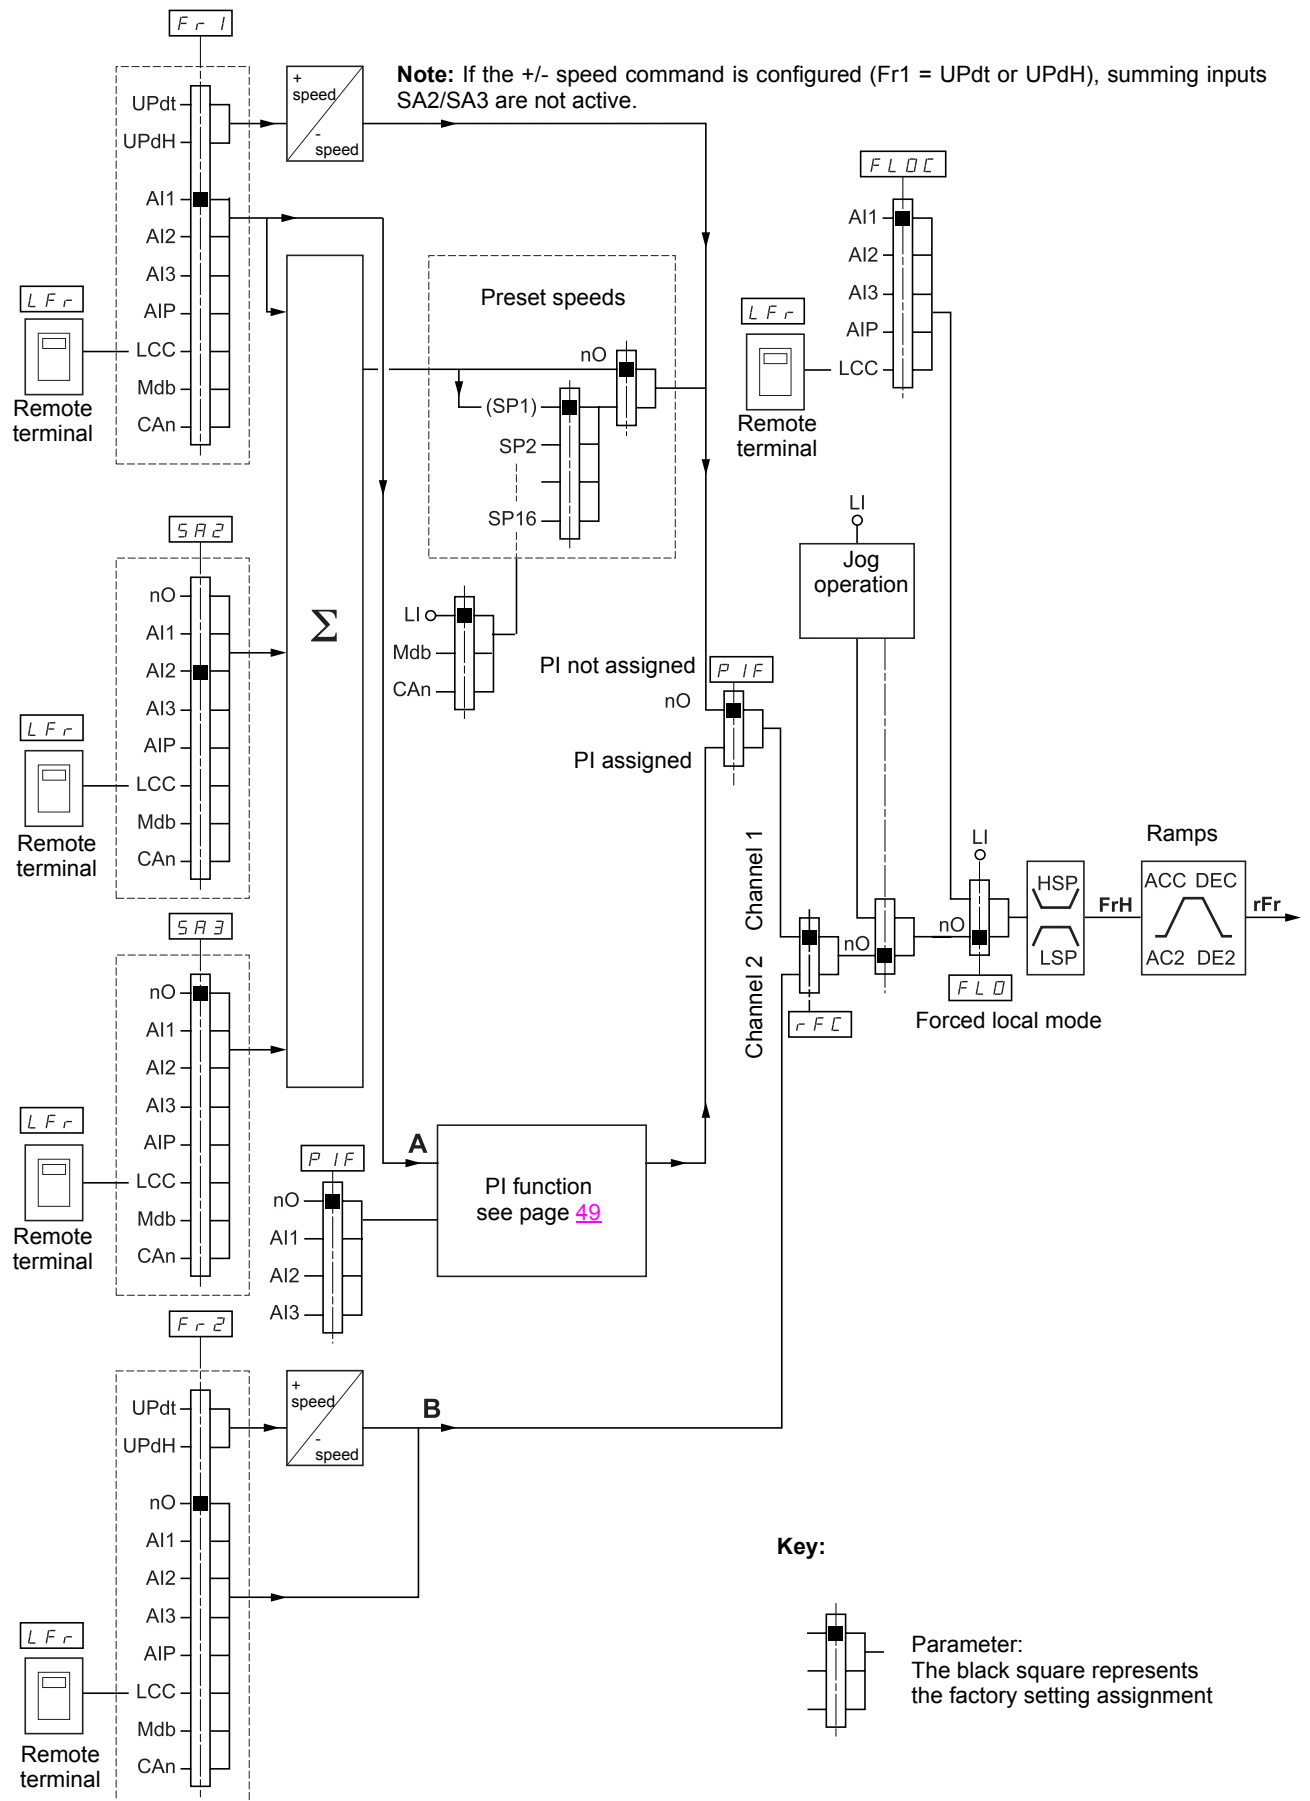 Fr1
Note: If the +/- speed command is configured (Fr1 = UPdt or UPdH), summing inputs
SA2/SA3 are not active.
UPdt
UPdH
+
speed
-
speed
AI1
AI2
AI3
AIP
LCC
Mdb
CAn
LFr
Remote
terminal
Preset speeds
nO
(SP1)
SP2
SP16
LI
Mdb
CAn
FLOC
AI1
AI2
AI3
AIP
LCC
LFr
Remote
terminal
SA2
nO
AI1
AI2
AI3
AIP
LCC
Mdb
CAn
LFr
Remote
terminal
Σ
LI
Jog
operation
PI not assigned
PIF
nO
PI assigned
Channel 1
Channel 2
rFC
nO
nO
LI
FLO
Forced local mode
HSP
LSP
FrH
Ramps
ACC DEC
AC2 DE2
rFr
SA3
nO
AI1
AI2
AI3
AIP
LCC
Mdb
CAn
LFr
Remote
terminal
A
PIF
nO
AI1
AI2
AI3
PI function
see page 49
Fr2
UPdt
UPdH
+
speed
-
speed
B
nO
AI1
AI2
AI3
AIP
LCC
Mdb
CAn
LFr
Remote
terminal
Key:
Parameter:
The black square represents
the factory setting assignment